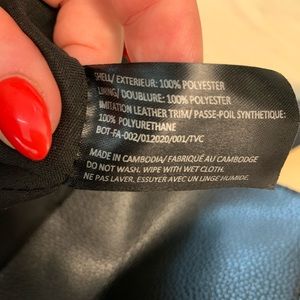 SHELL/ EXTERIEUR: 100% POLYESTER
LINING/ DOUBLURE: 100% POLYESTER
IMITATION LEATHER TRIM/ PASSE-POIL SYNTHETIQUE:
100% POLYURETHANE
BOT-FA-002/012020/001/TVC
MADE IN CAMBODIA/ FABRIQUÉ AU CAMBODGE
DO NOT WASH. WIPE WITH WET CLOTH.
NE PAS LAVER. ESSUYER AVEC UN LINGE HUMIDE.